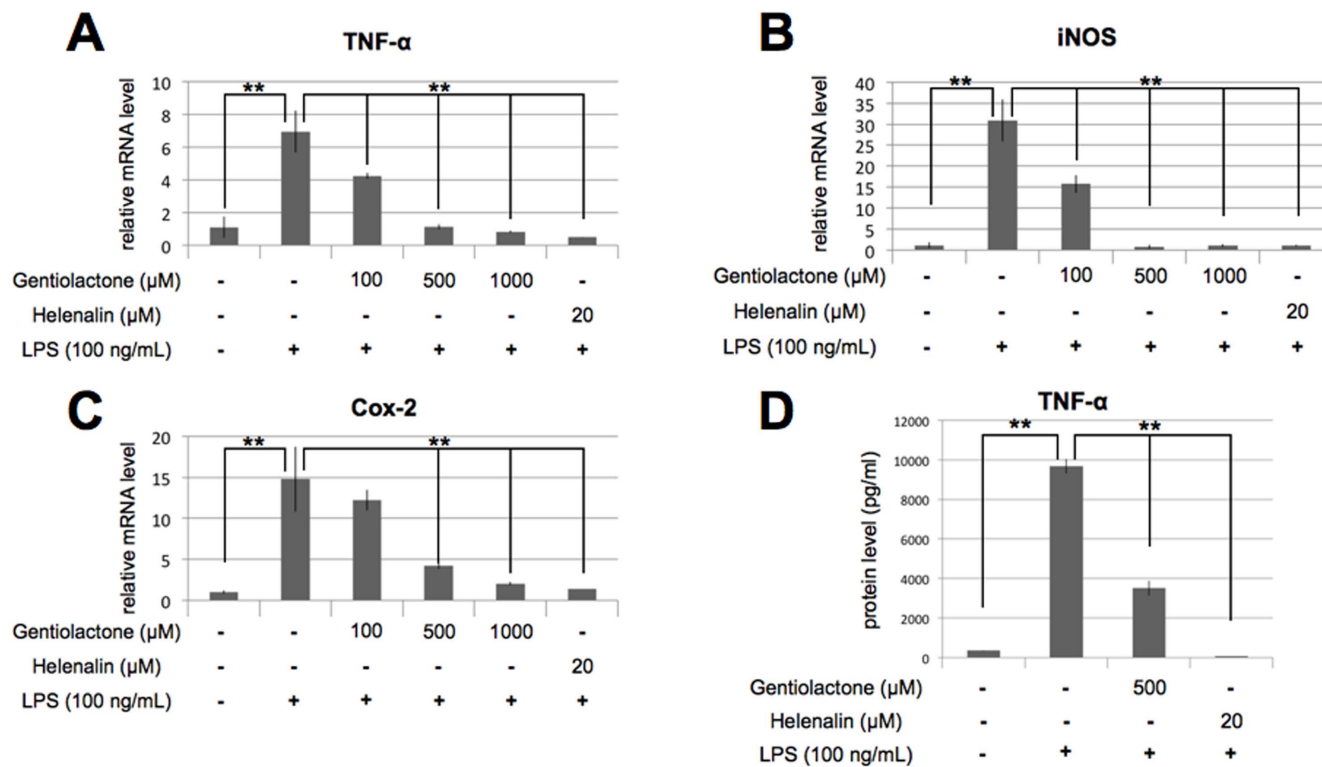 A
TNF-α
relative mRNA level
10
8
6
4
2
0
** **
Gentiolactone (µM) - - 100 500 1000 -
Helenalin (µM) - - - - - 20
LPS (100 ng/mL) - + + + + +
B
iNOS
relative mRNA level
40
35
30
25
20
15
10
5
0
** **
Gentiolactone (µM) - - 100 500 1000 -
Helenalin (µM) - - - - - 20
LPS (100 ng/mL) - + + + + +
C
Cox-2
relative mRNA level
20
15
10
5
0
** **
Gentiolactone (µM) - - 100 500 1000 -
Helenalin (µM) - - - - - 20
LPS (100 ng/mL) - + + + + +
D
TNF-α
protein level (pg/ml)
12000
10000
8000
6000
4000
2000
0
** **
Gentiolactone (µM) - - 500 -
Helenalin (µM) - - - 20
LPS (100 ng/mL) - + + +